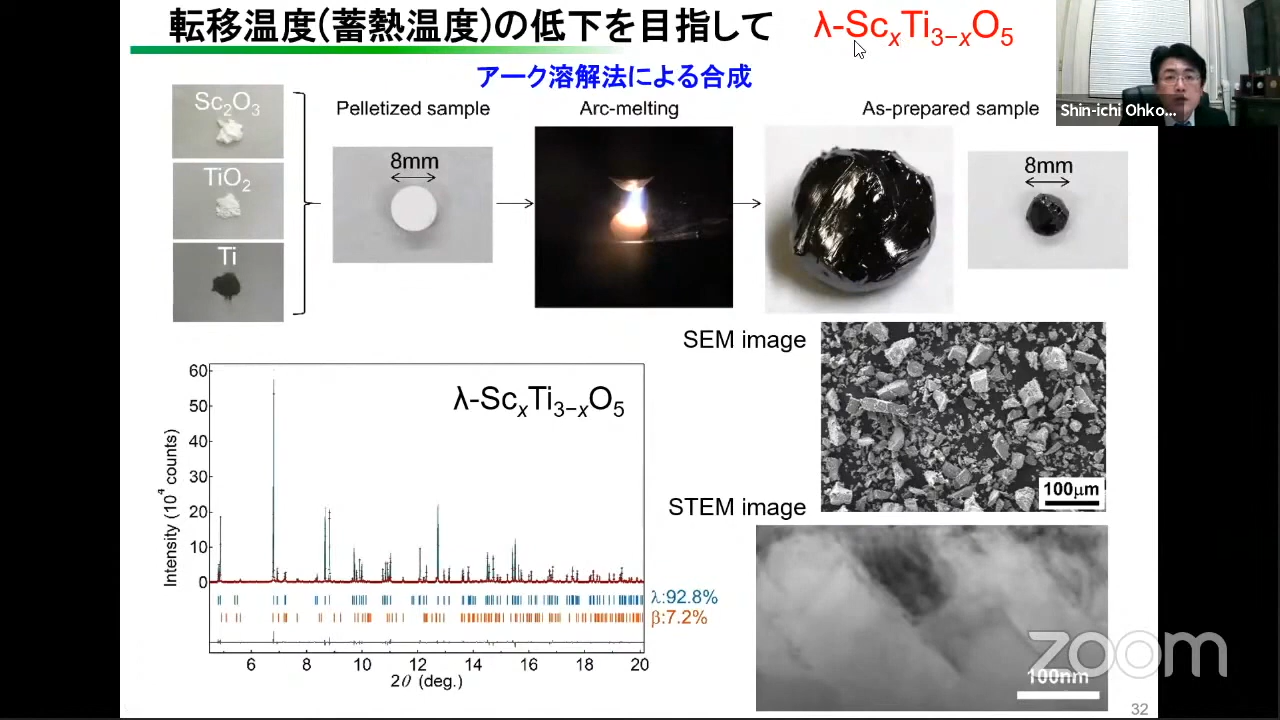 転移温度(蓄熱温度)の低下を目指して λ-ScxTi3−xO5
Shin-ichi Ohko...
アーク溶解法による合成
Sc2O3
TiO2
Ti
Pelletized sample
8mm
Arc-melting
As-prepared sample
8mm
SEM image
100μm
STEM image
100nm
λ-ScxTi3−xO5
Intensity (10⁴ counts)
60
50
40
30
20
10
0
λ:92.8%
β:7.2%
6 8 10 12 14 16 18 20
2θ (deg.)
zoom
32